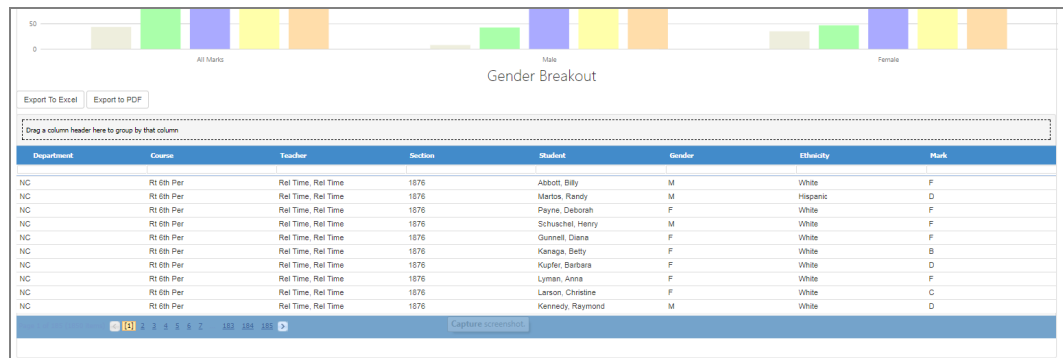 50
0
All Marks Male Female
Gender Breakout
Export To Excel Export to PDF
Drag a column header here to group by that column
Department Course Teacher Section Student Gender Ethnicity Mark
NC Rt 6th Per Rel Time, Rel Time 1876 Abbott, Billy M White F
NC Rt 6th Per Rel Time, Rel Time 1876 Martos, Randy M Hispanic D
NC Rt 6th Per Rel Time, Rel Time 1876 Payne, Deborah F White F
NC Rt 6th Per Rel Time, Rel Time 1876 Schuschel, Henry M White F
NC Rt 6th Per Rel Time, Rel Time 1876 Gunnell, Diana F White F
NC Rt 6th Per Rel Time, Rel Time 1876 Kanaga, Betty F White B
NC Rt 6th Per Rel Time, Rel Time 1876 Kupfer, Barbara F White D
NC Rt 6th Per Rel Time, Rel Time 1876 Lyman, Anna F White F
NC Rt 6th Per Rel Time, Rel Time 1876 Larson, Christine F White C
NC Rt 6th Per Rel Time, Rel Time 1876 Kennedy, Raymond M White D
[1] 2 3 4 5 6 7 183 184 185 Capture screenshot.